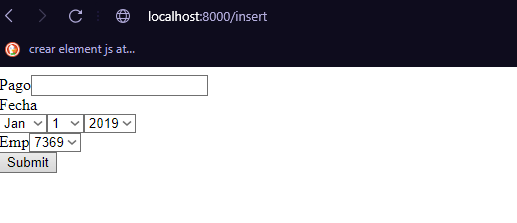 localhost:8000/insert
crear element js at...
Pago
Fecha
Jan 1 2019
Emp 7369
Submit